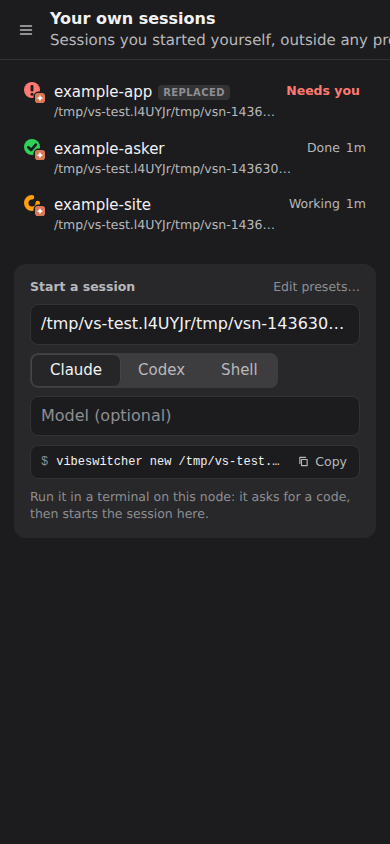 Your own sessions
Sessions you started yourself, outside any pr
example-app REPLACED Needs you
/tmp/vs-test.l4UYJr/tmp/vsn-1436…
example-asker Done 1m
/tmp/vs-test.l4UYJr/tmp/vsn-143630…
example-site Working 1m
/tmp/vs-test.l4UYJr/tmp/vsn-1436…
Start a session Edit presets…
/tmp/vs-test.l4UYJr/tmp/vsn-143630…
Claude Codex Shell
Model (optional)
$ vibeswitcher new /tmp/vs-test.… Copy
Run it in a terminal on this node: it asks for a code,
then starts the session here.